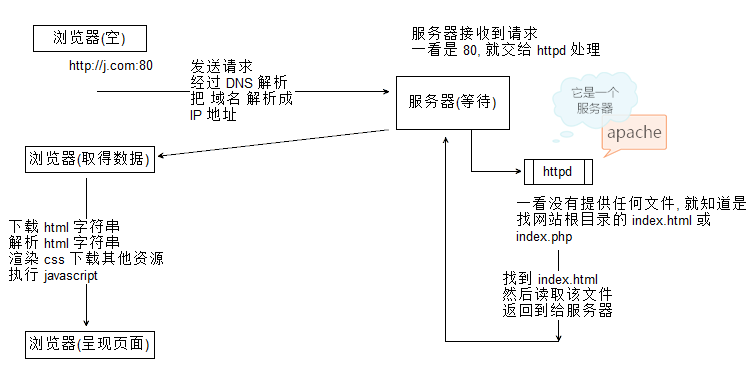 浏览器(空)
http://j.com:80
发送请求
经过 DNS 解析
把 域名 解析成
IP 地址
服务器接收到请求
一看是 80, 就交给 httpd 处理
服务器(等待)
它是一个
服务器
apache
httpd
一看没有提供任何文件, 就知道是
找网站根目录的 index.html 或
index.php
找到 index.html
然后读取该文件
返回到给服务器
浏览器(取得数据)
下载 html 字符串
解析 html 字符串
渲染 css 下载其他资源
执行 javascript
浏览器(呈现页面)